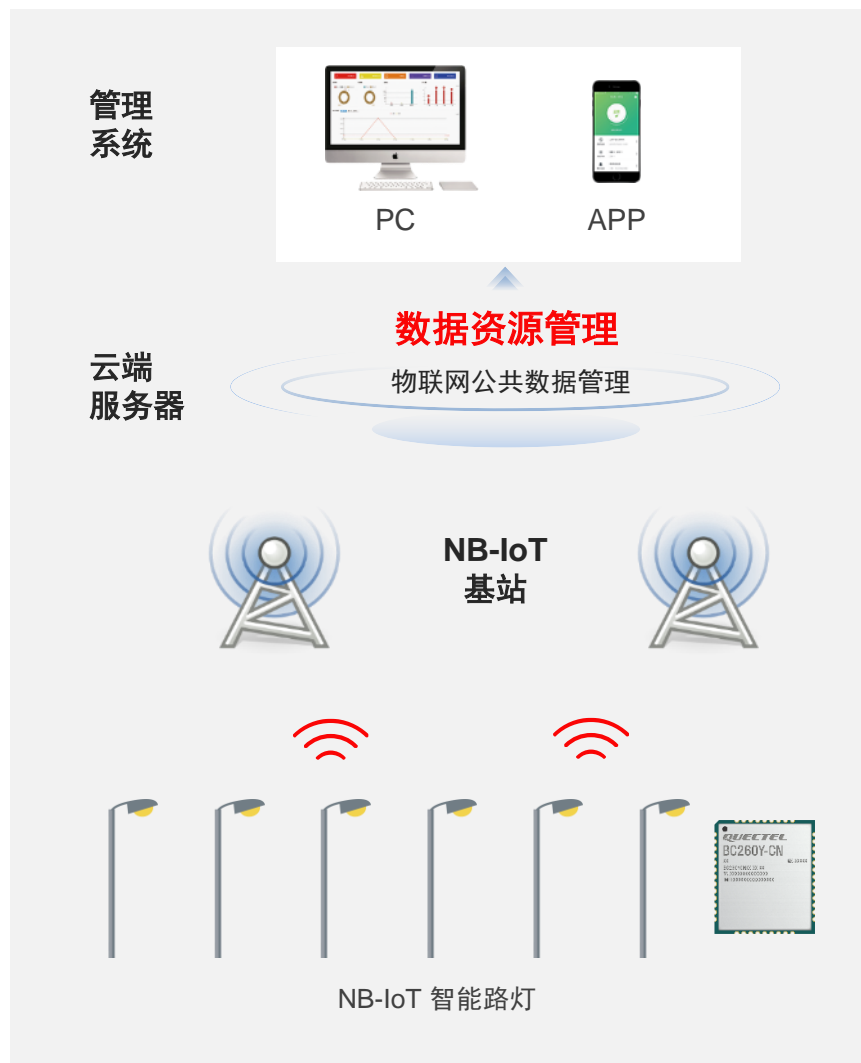 管理
系统
PC
APP
数据资源管理
云端
服务器
物联网公共数据管理
NB-IoT
基站
QUECTEL
BC260Y-CN
NB-IoT 智能路灯